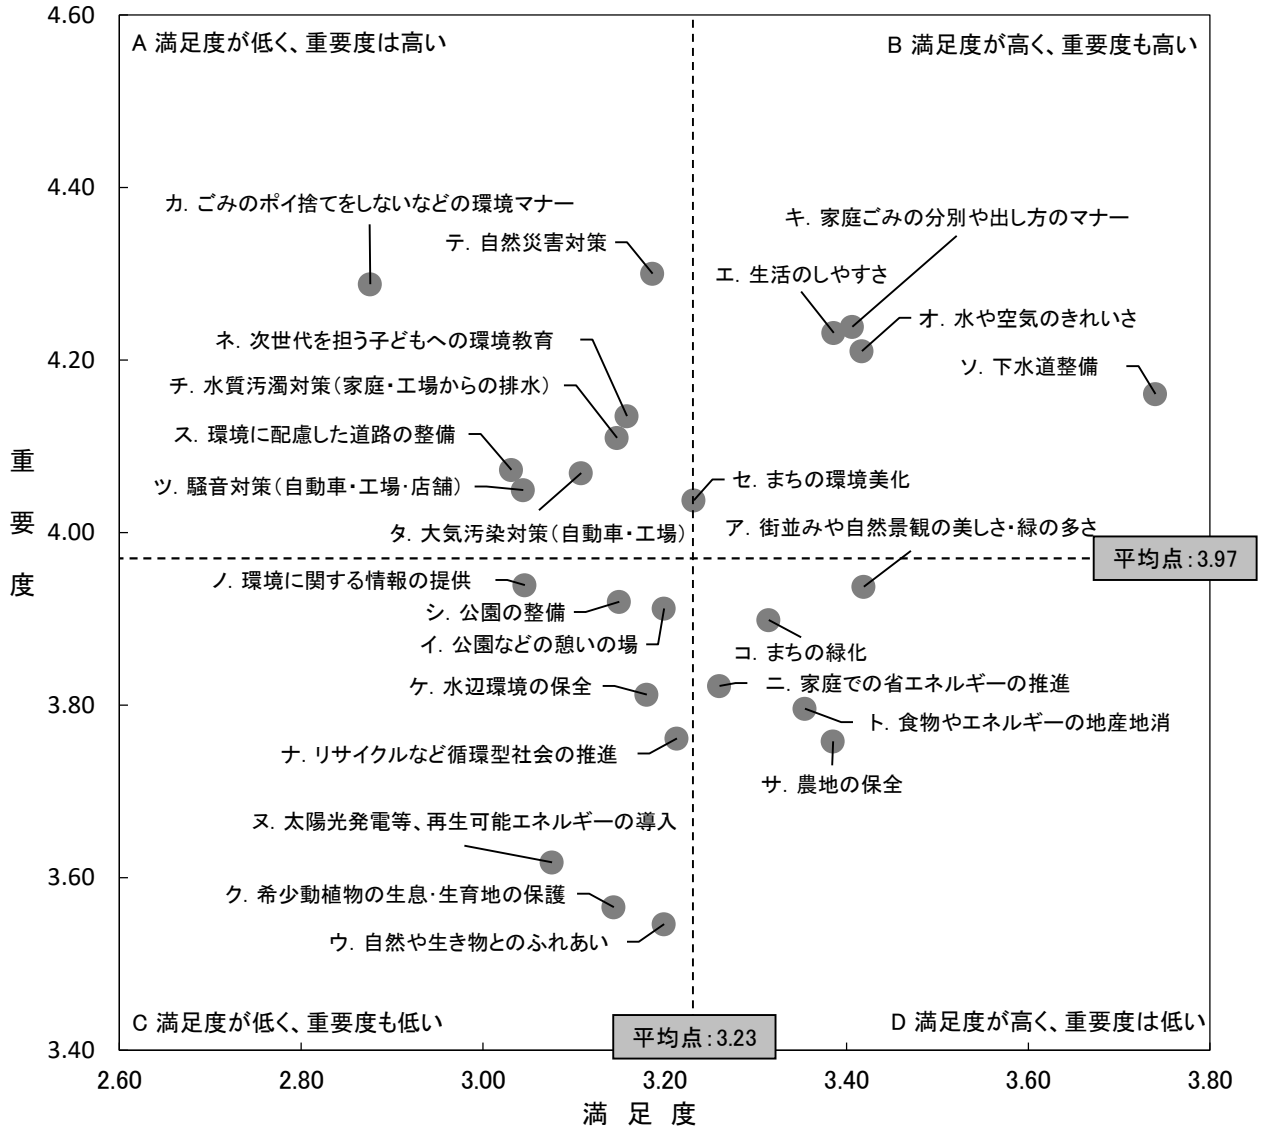 4.60
A 満足度が低く、重要度は高い
B 満足度が高く、重要度も高い
4.40
カ．ごみのポイ捨てをしないなどの環境マナー
キ．家庭ごみの分別や出し方のマナー
テ．自然災害対策
エ．生活のしやすさ
オ．水や空気のきれいさ
ネ．次世代を担う子どもへの環境教育
4.20
ソ．下水道整備
チ．水質汚濁対策（家庭・工場からの排水）
ス．環境に配慮した道路の整備
ツ．騒音対策（自動車・工場・店舗）
セ．まちの環境美化
タ．大気汚染対策（自動車・工場）
ア．街並みや自然景観の美しさ・緑の多さ
4.00
重要度
平均点：3.97
ノ．環境に関する情報の提供
シ．公園の整備
イ．公園などの憩いの場
コ．まちの緑化
ケ．水辺環境の保全
ニ．家庭での省エネルギーの推進
3.80
ト．食物やエネルギーの地産地消
ナ．リサイクルなど循環型社会の推進
サ．農地の保全
ヌ．太陽光発電等、再生可能エネルギーの導入
3.60
ク．希少動植物の生息・生育地の保護
ウ．自然や生き物とのふれあい
C 満足度が低く、重要度も低い
D 満足度が高く、重要度は低い
平均点：3.23
3.40
2.60 2.80 3.00 3.20 3.40 3.60 3.80
満足度